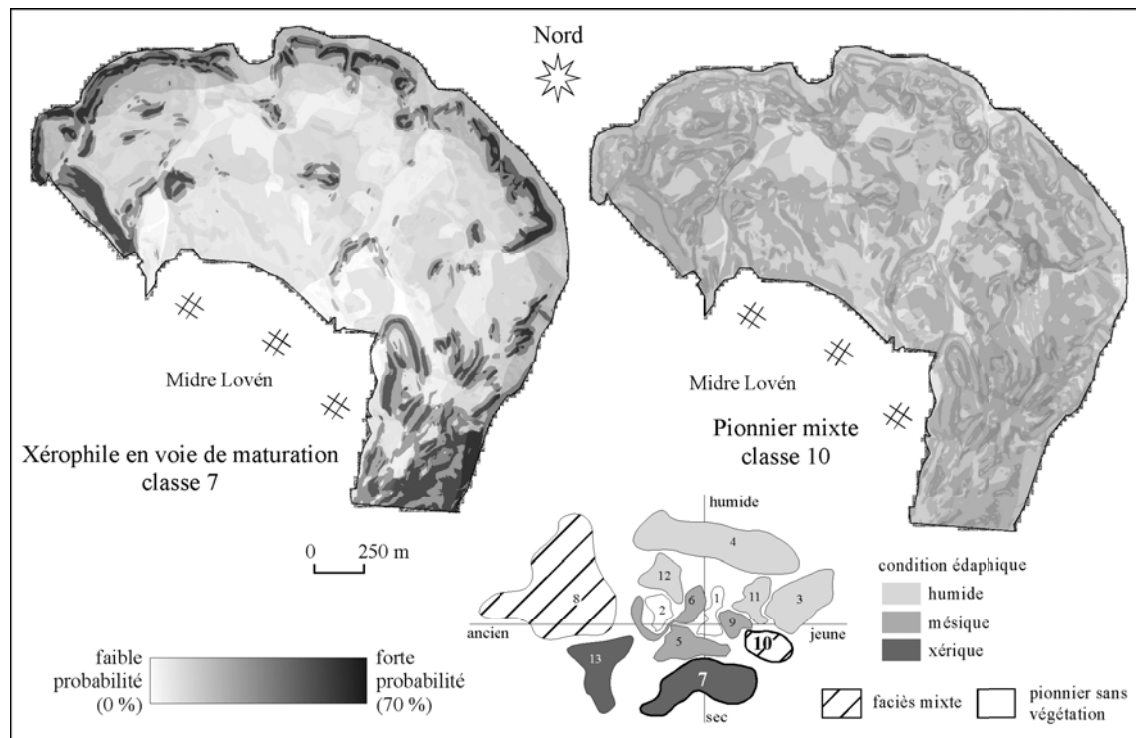 Nord
Midre Lovén
Xérophile en voie de maturation
classe 7
Midre Lovén
Pionnier mixte
classe 10
0 250 m
humide
4
12
8
6
1
11
3
2
9
ancien
jeune
5
10
13
7
sec
condition édaphique
humide
mésique
xérique
faible
probabilité
(0 %)
forte
probabilité
(70 %)
faciès mixte
pionnier sans
végétation